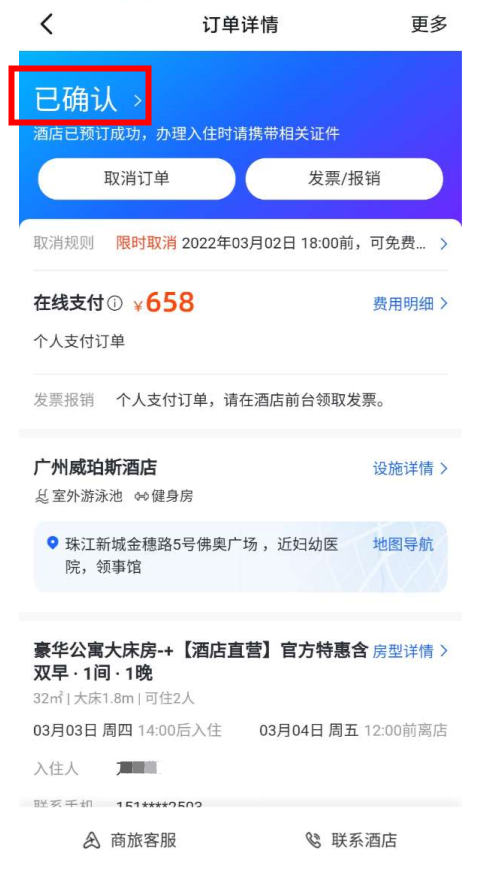 订单详情 更多
已确认
酒店已预订成功，办理入住时请携带相关证件
取消订单 发票/报销
取消规则 限时取消 2022年03月02日 18:00前，可免费...
在线支付 ¥658 费用明细
个人支付订单
发票报销 个人支付订单，请在酒店前台领取发票。
广州威珀斯酒店 设施详情
室外游泳池 健身房
珠江新城金穗路5号佛奥广场 ，近妇幼医 地图导航
院，领事馆
豪华公寓大床房-+【酒店直营】官方特惠含 房型详情
双早 · 1间 · 1晚
32㎡ | 大床1.8m | 可住2人
03月03日 周四 14:00后入住 03月04日 周五 12:00前离店
入住人
联系手机 151****2503
商旅客服 联系酒店